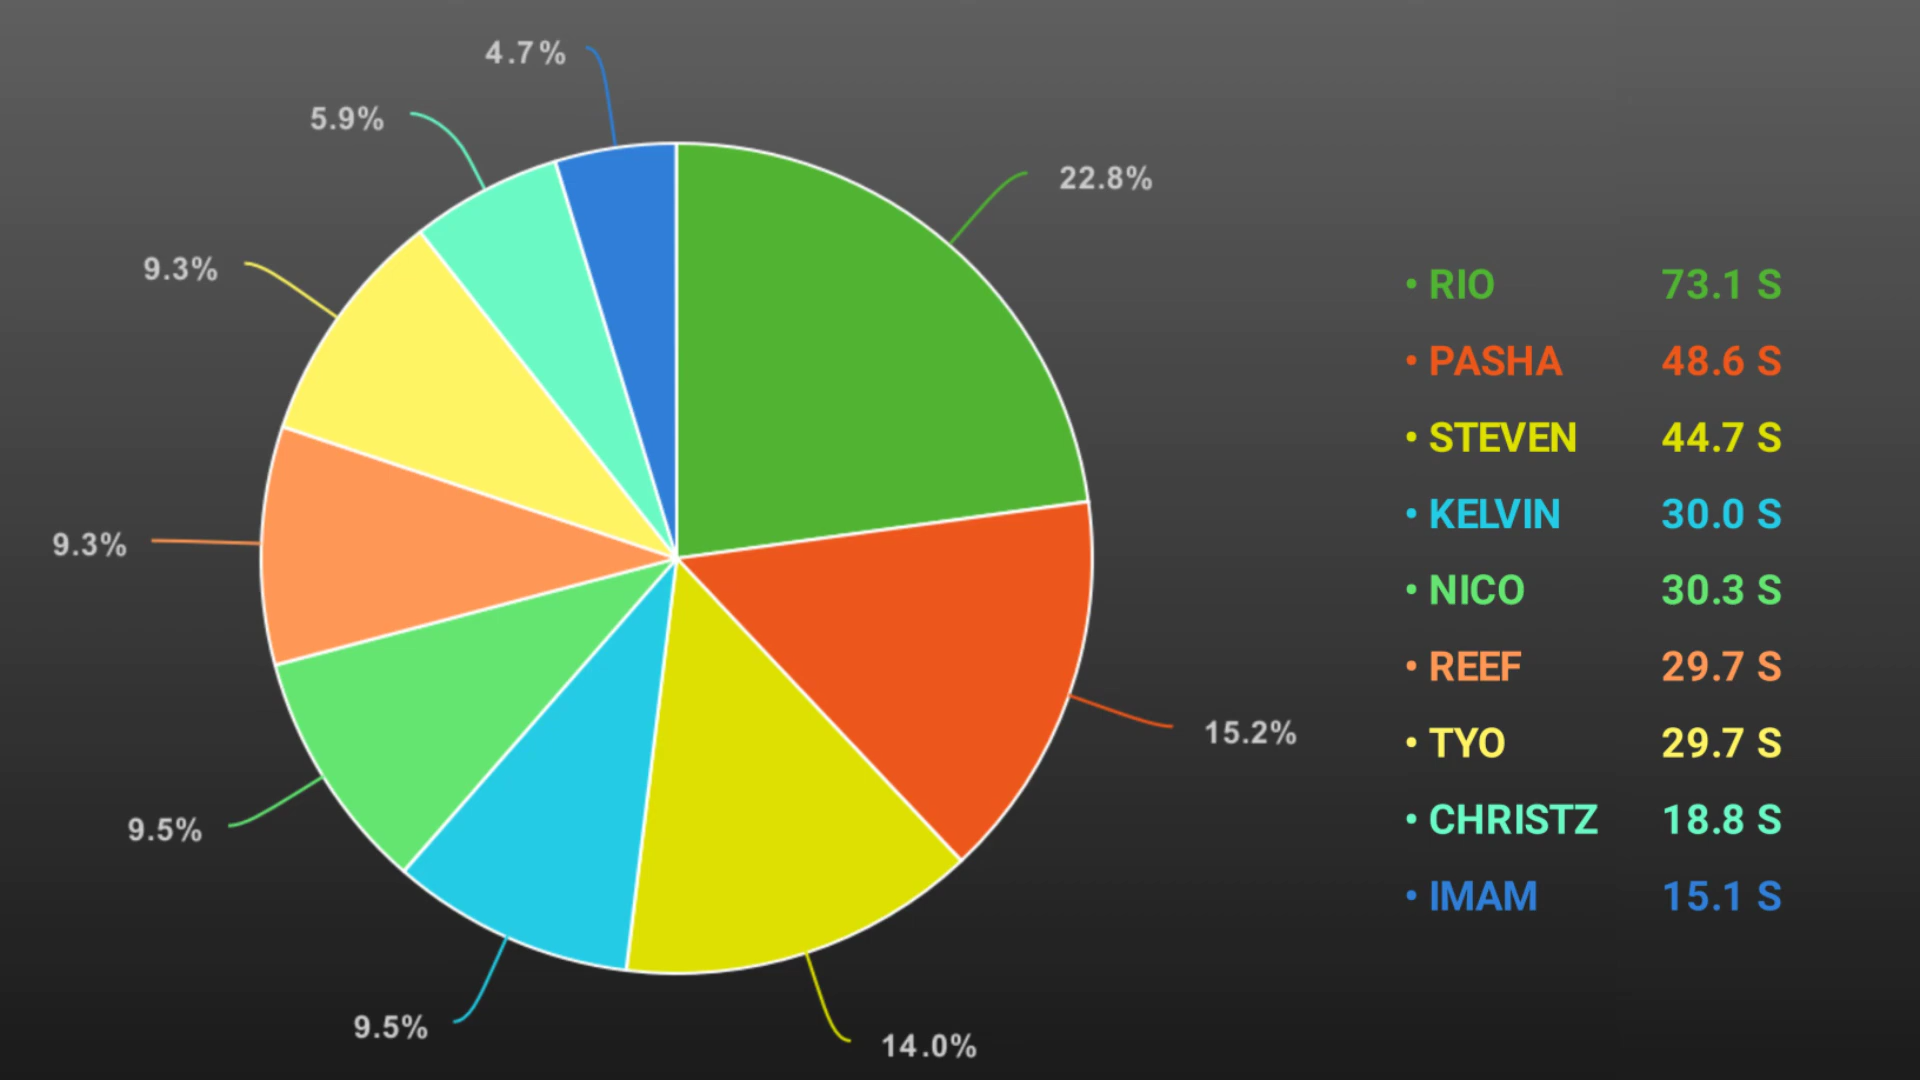 4.7%
5.9%
22.8%
9.3%
9.3%
15.2%
9.5%
9.5%
14.0%
• RIO 73.1 S
• PASHA 48.6 S
• STEVEN 44.7 S
• KELVIN 30.0 S
• NICO 30.3 S
• REEF 29.7 S
• TYO 29.7 S
• CHRISTZ 18.8 S
• IMAM 15.1 S